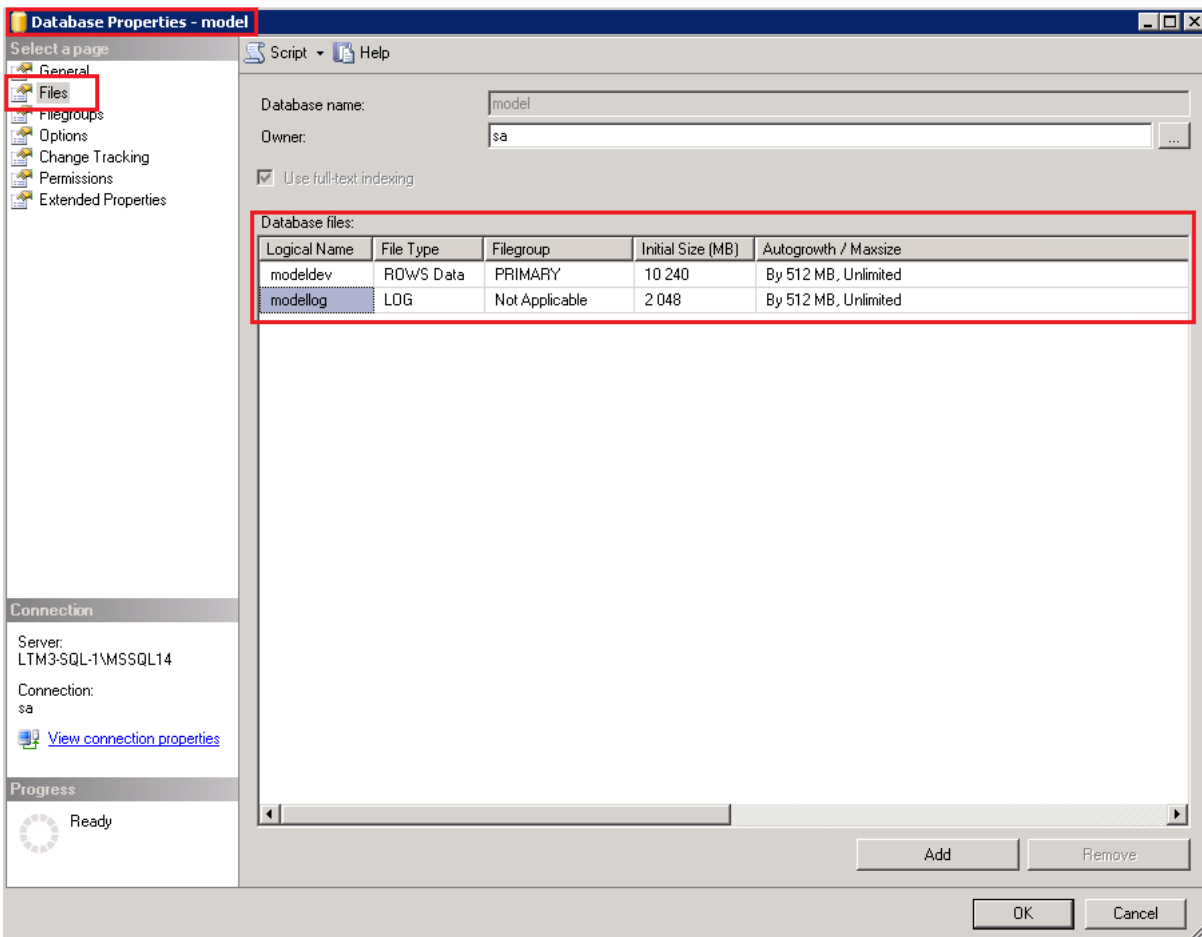 Database Properties - model
Select a page
General
Files
Filegroups
Options
Change Tracking
Permissions
Extended Properties
Script Help
Database name: model
Owner: sa ...
Use full-text indexing
Database files:
Logical Name File Type Filegroup Initial Size (MB) Autogrowth / Maxsize
modeldev ROWS Data PRIMARY 10 240 By 512 MB, Unlimited
modellog LOG Not Applicable 2 048 By 512 MB, Unlimited
Connection
Server:
LTM3-SQL-1\MSSQL14
Connection:
sa
View connection properties
Progress
Ready
Add Remove
OK Cancel